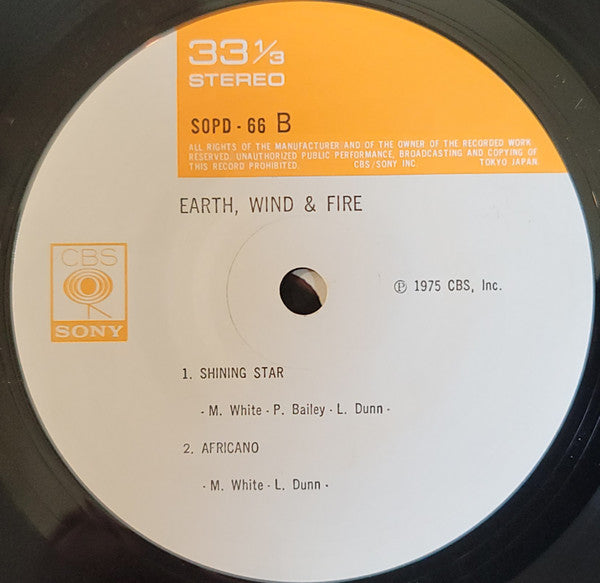 33 1/3
STEREO
SOPD - 66 B
ALL RIGHTS OF THE MANUFACTURER AND OF THE OWNER OF THE RECORDED WORK
RESERVED. UNAUTHORIZED PUBLIC PERFORMANCE, BROADCASTING AND COPYING OF
THIS RECORD PROHIBITED. CBS/SONY INC. TOKYO JAPAN.
EARTH, WIND & FIRE
CBS
SONY
℗ 1975 CBS, Inc.
1. SHINING STAR
- M. White - P. Bailey - L. Dunn -
2. AFRICANO
- M. White - L. Dunn -